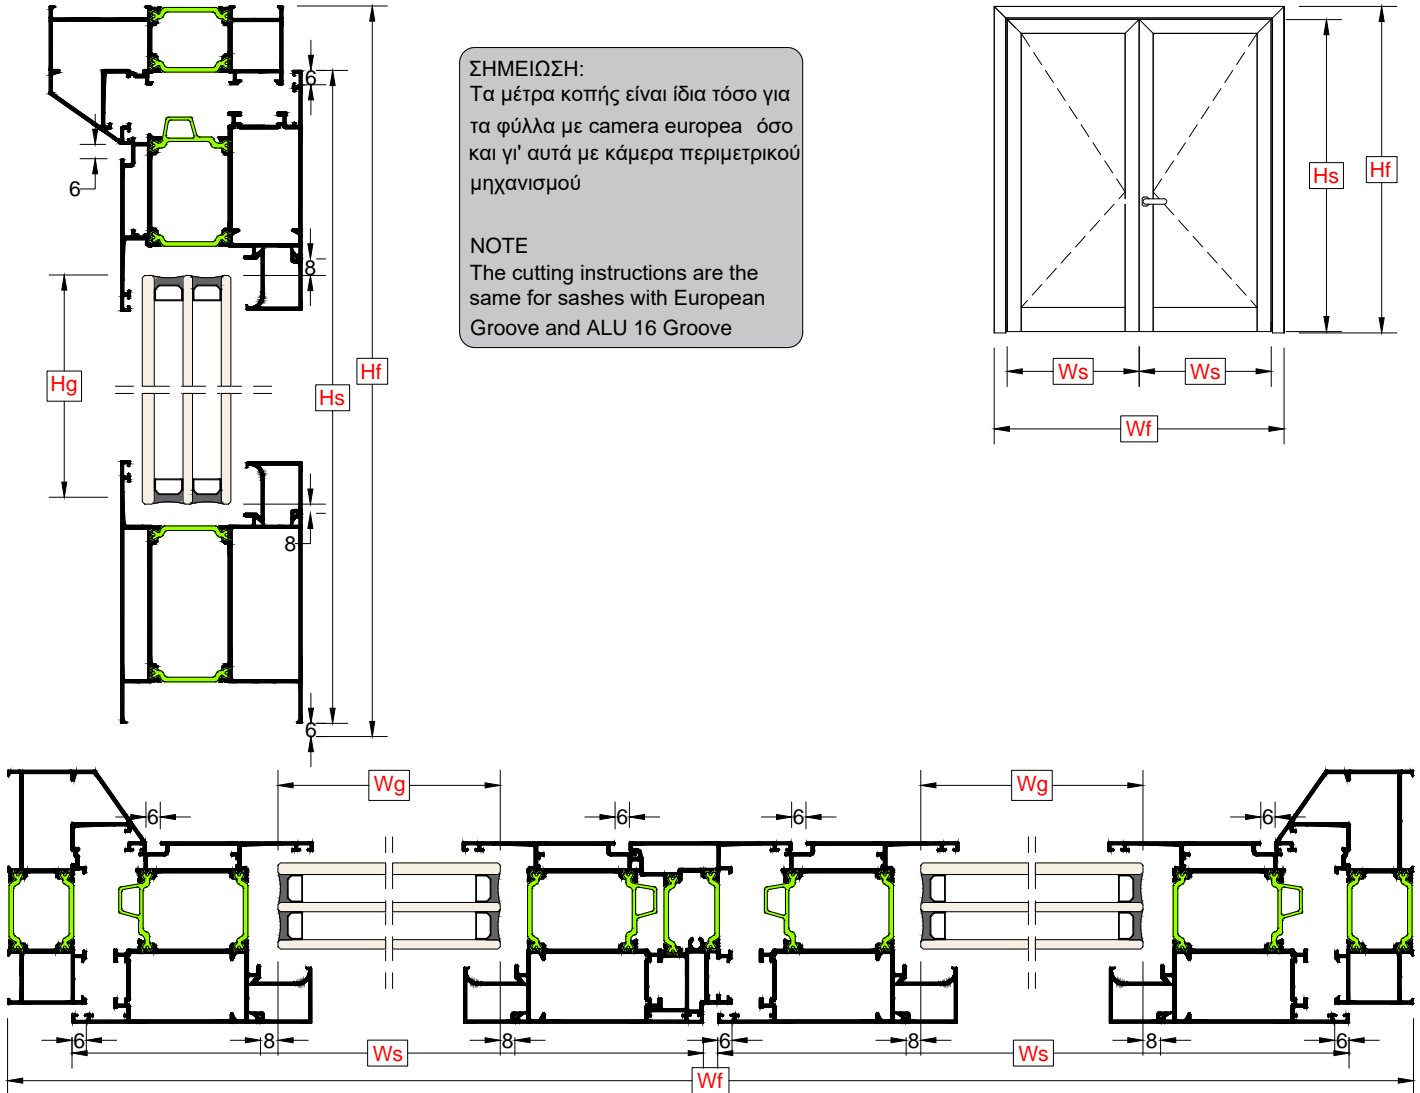 6
ΣΗΜΕΙΩΣΗ:
Τα μέτρα κοπής είναι ίδια τόσο για
τα φύλλα με camera europea όσο
και γι' αυτά με κάμερα περιμετρικού
μηχανισμού
NOTE
The cutting instructions are the
same for sashes with European
Groove and ALU 16 Groove
6
8
Hg
Hs
Hf
8
6
Hs
Hf
Ws
Ws
Wf
Wg
Wg
6
6
6
6
6
8
8
6
8
8
6
Ws
Ws
Wf